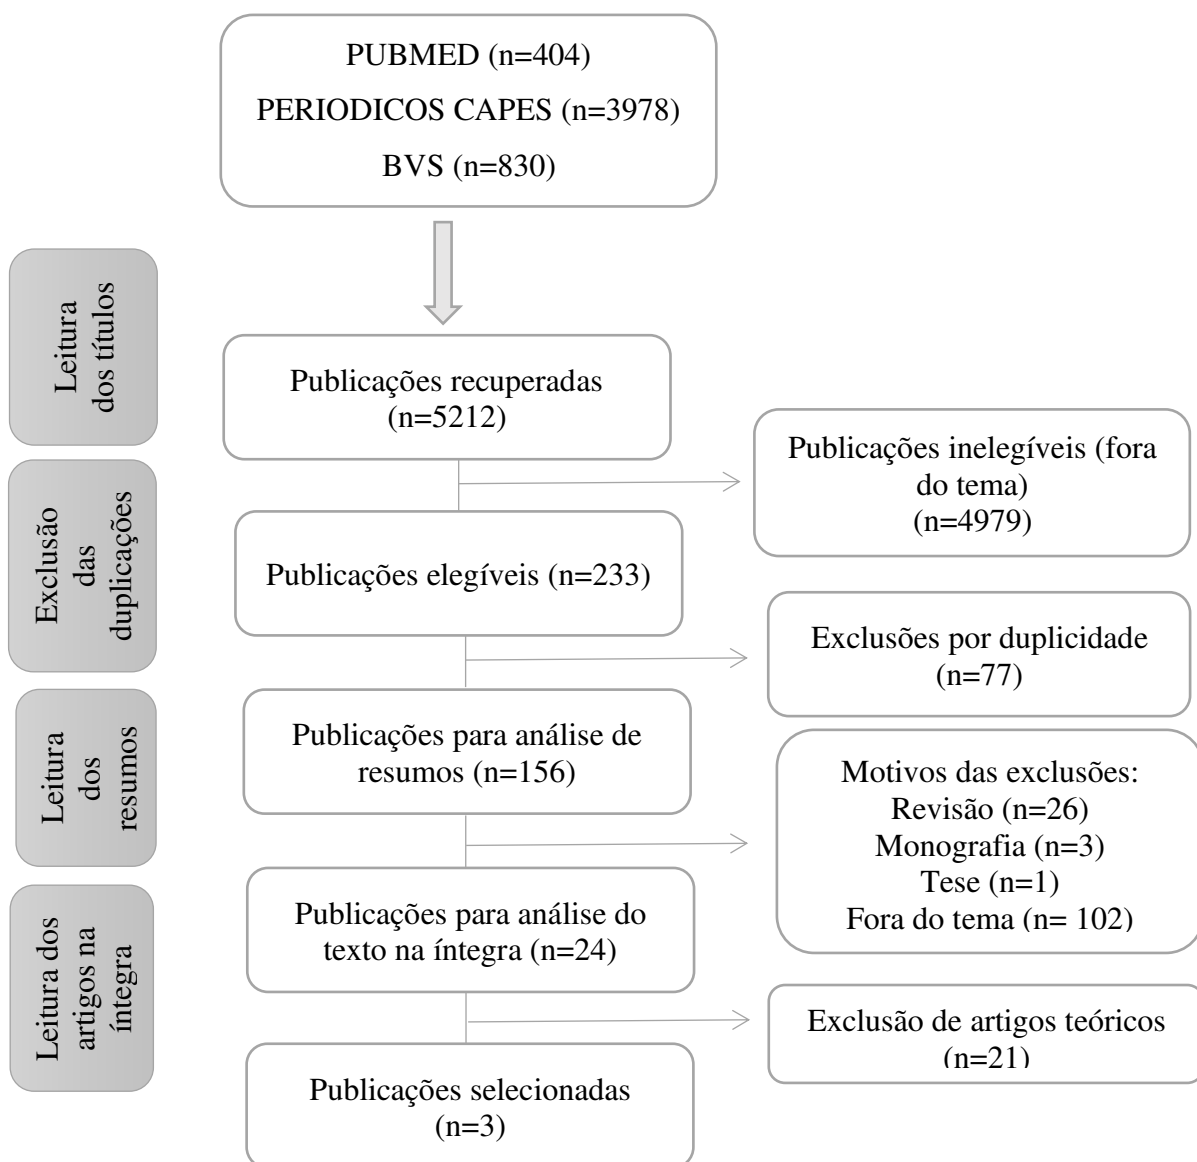 PUBMED (n=404)
PERIODICOS CAPES (n=3978)
BVS (n=830)
Leitura
dos títulos
Publicações recuperadas
(n=5212)
Publicações inelegíveis (fora
do tema)
(n=4979)
Exclusão
das
duplicações
Publicações elegíveis (n=233)
Exclusões por duplicidade
(n=77)
Leitura
dos
resumos
Publicações para análise de
resumos (n=156)
Motivos das exclusões:
Revisão (n=26)
Monografia (n=3)
Tese (n=1)
Fora do tema (n= 102)
Leitura dos
artigos na
íntegra
Publicações para análise do
texto na íntegra (n=24)
Exclusão de artigos teóricos
(n=21)
Publicações selecionadas
(n=3)